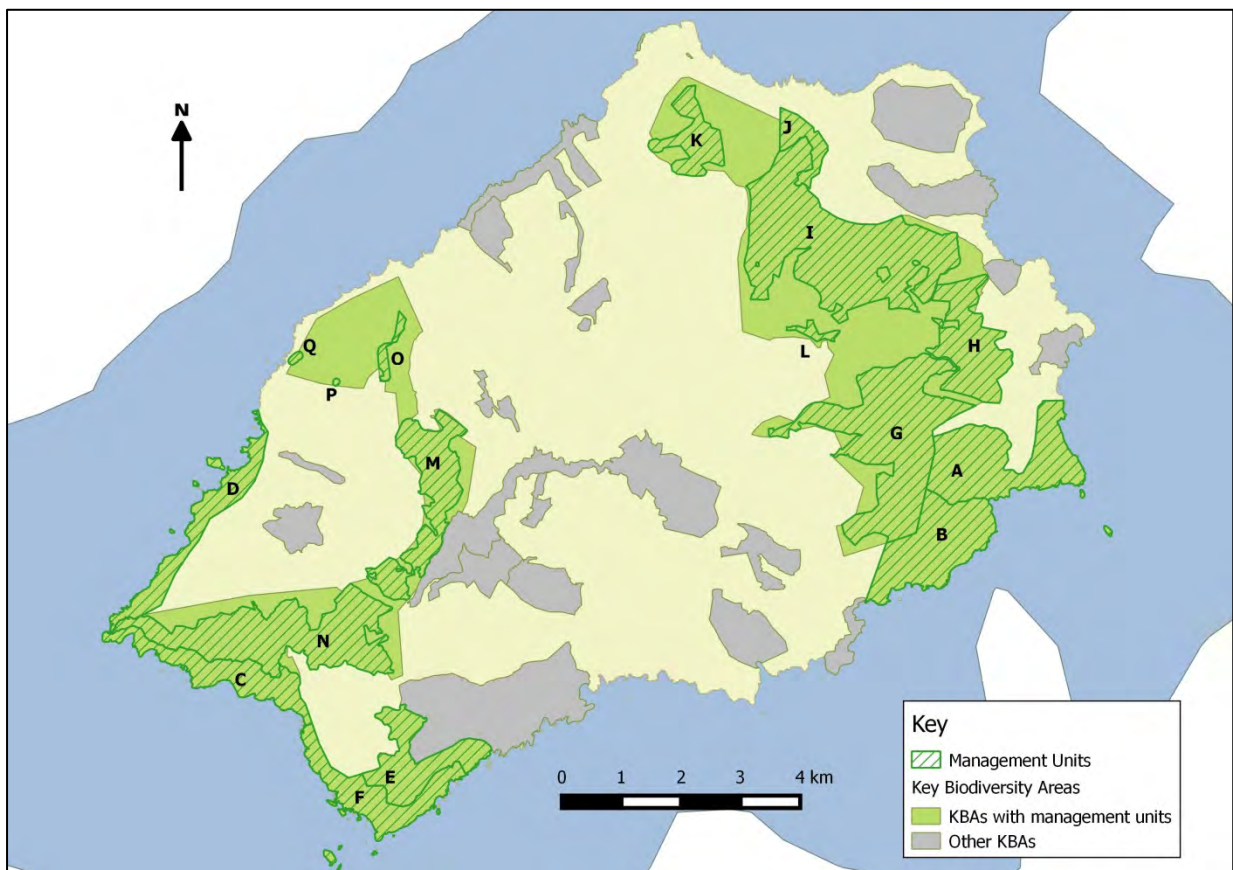 N
K
J
I
Q
O
L
H
P
G
M
D
A
B
N
C
E
F
0 1 2 3 4 km
Key
Management Units
Key Biodiversity Areas
KBAs with management units
Other KBAs